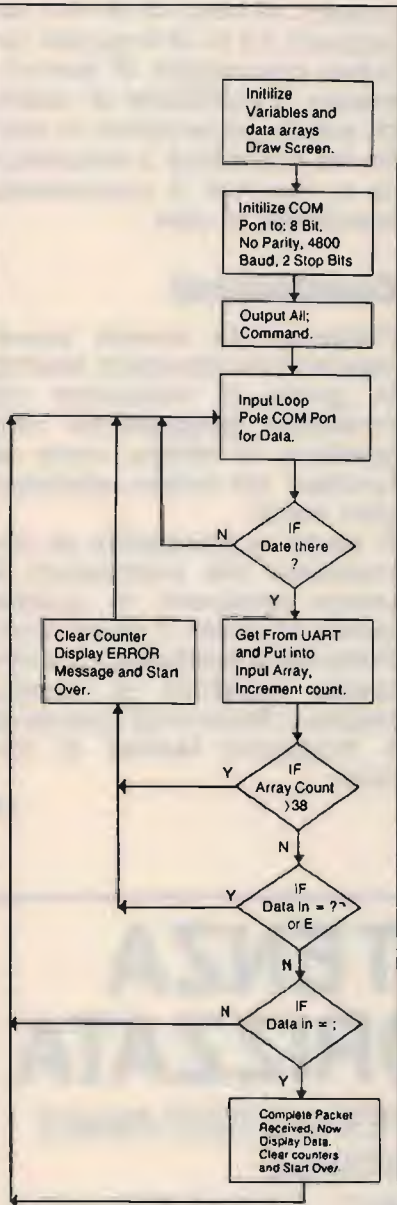 Initilize
Variables and
data arrays
Draw Screen.
Initilize COM
Port to: 8 Bit,
No Parity, 4800
Baud, 2 Stop Bits
Output All;
Command.
Input Loop
Pole COM Port
for Data.
N
IF
Date there
?
Y
Clear Counter
Display ERROR
Message and Start
Over.
Get From UART
and Put into
Input Array,
Increment count.
Y
IF
Array Count
>38
N
Y
IF
Data In = ??
or E
N
N
IF
Data in = ;
Y
Complete Packet
Received, Now
Display Data.
Clear counters
and Start Over